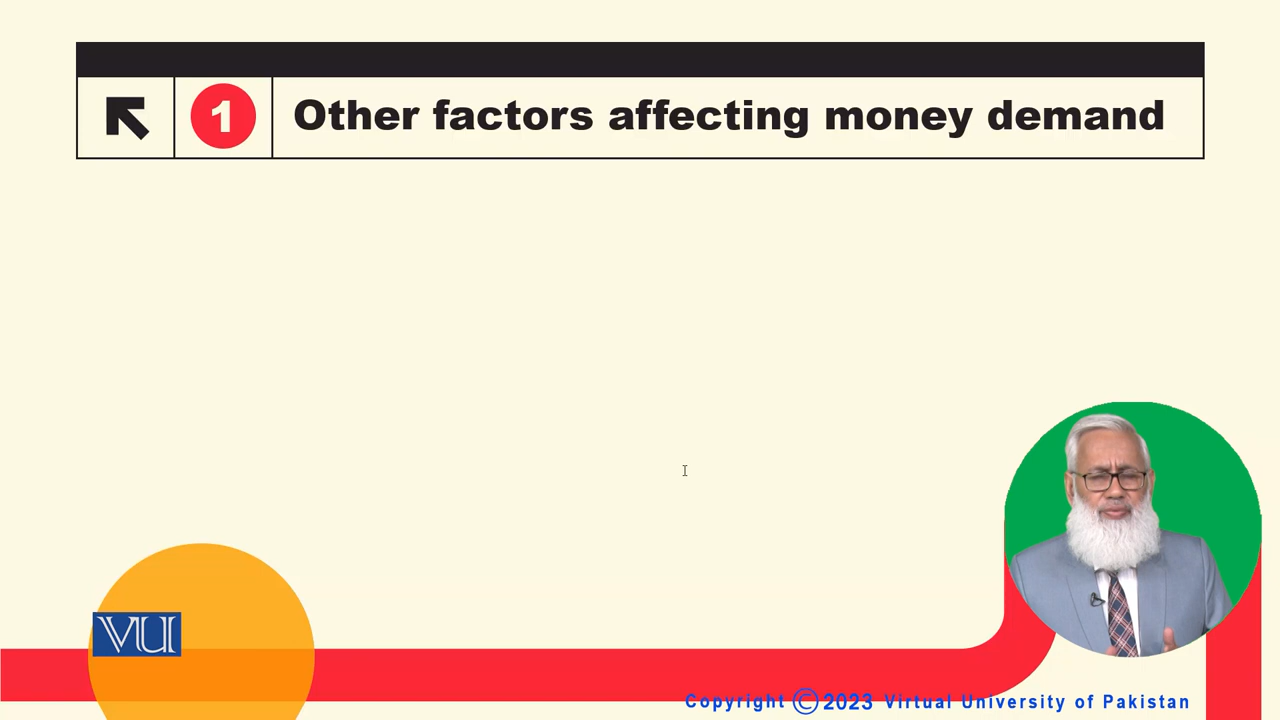 1 Other factors affecting money demand
VU
Copyright © 2023 Virtual University of Pakistan